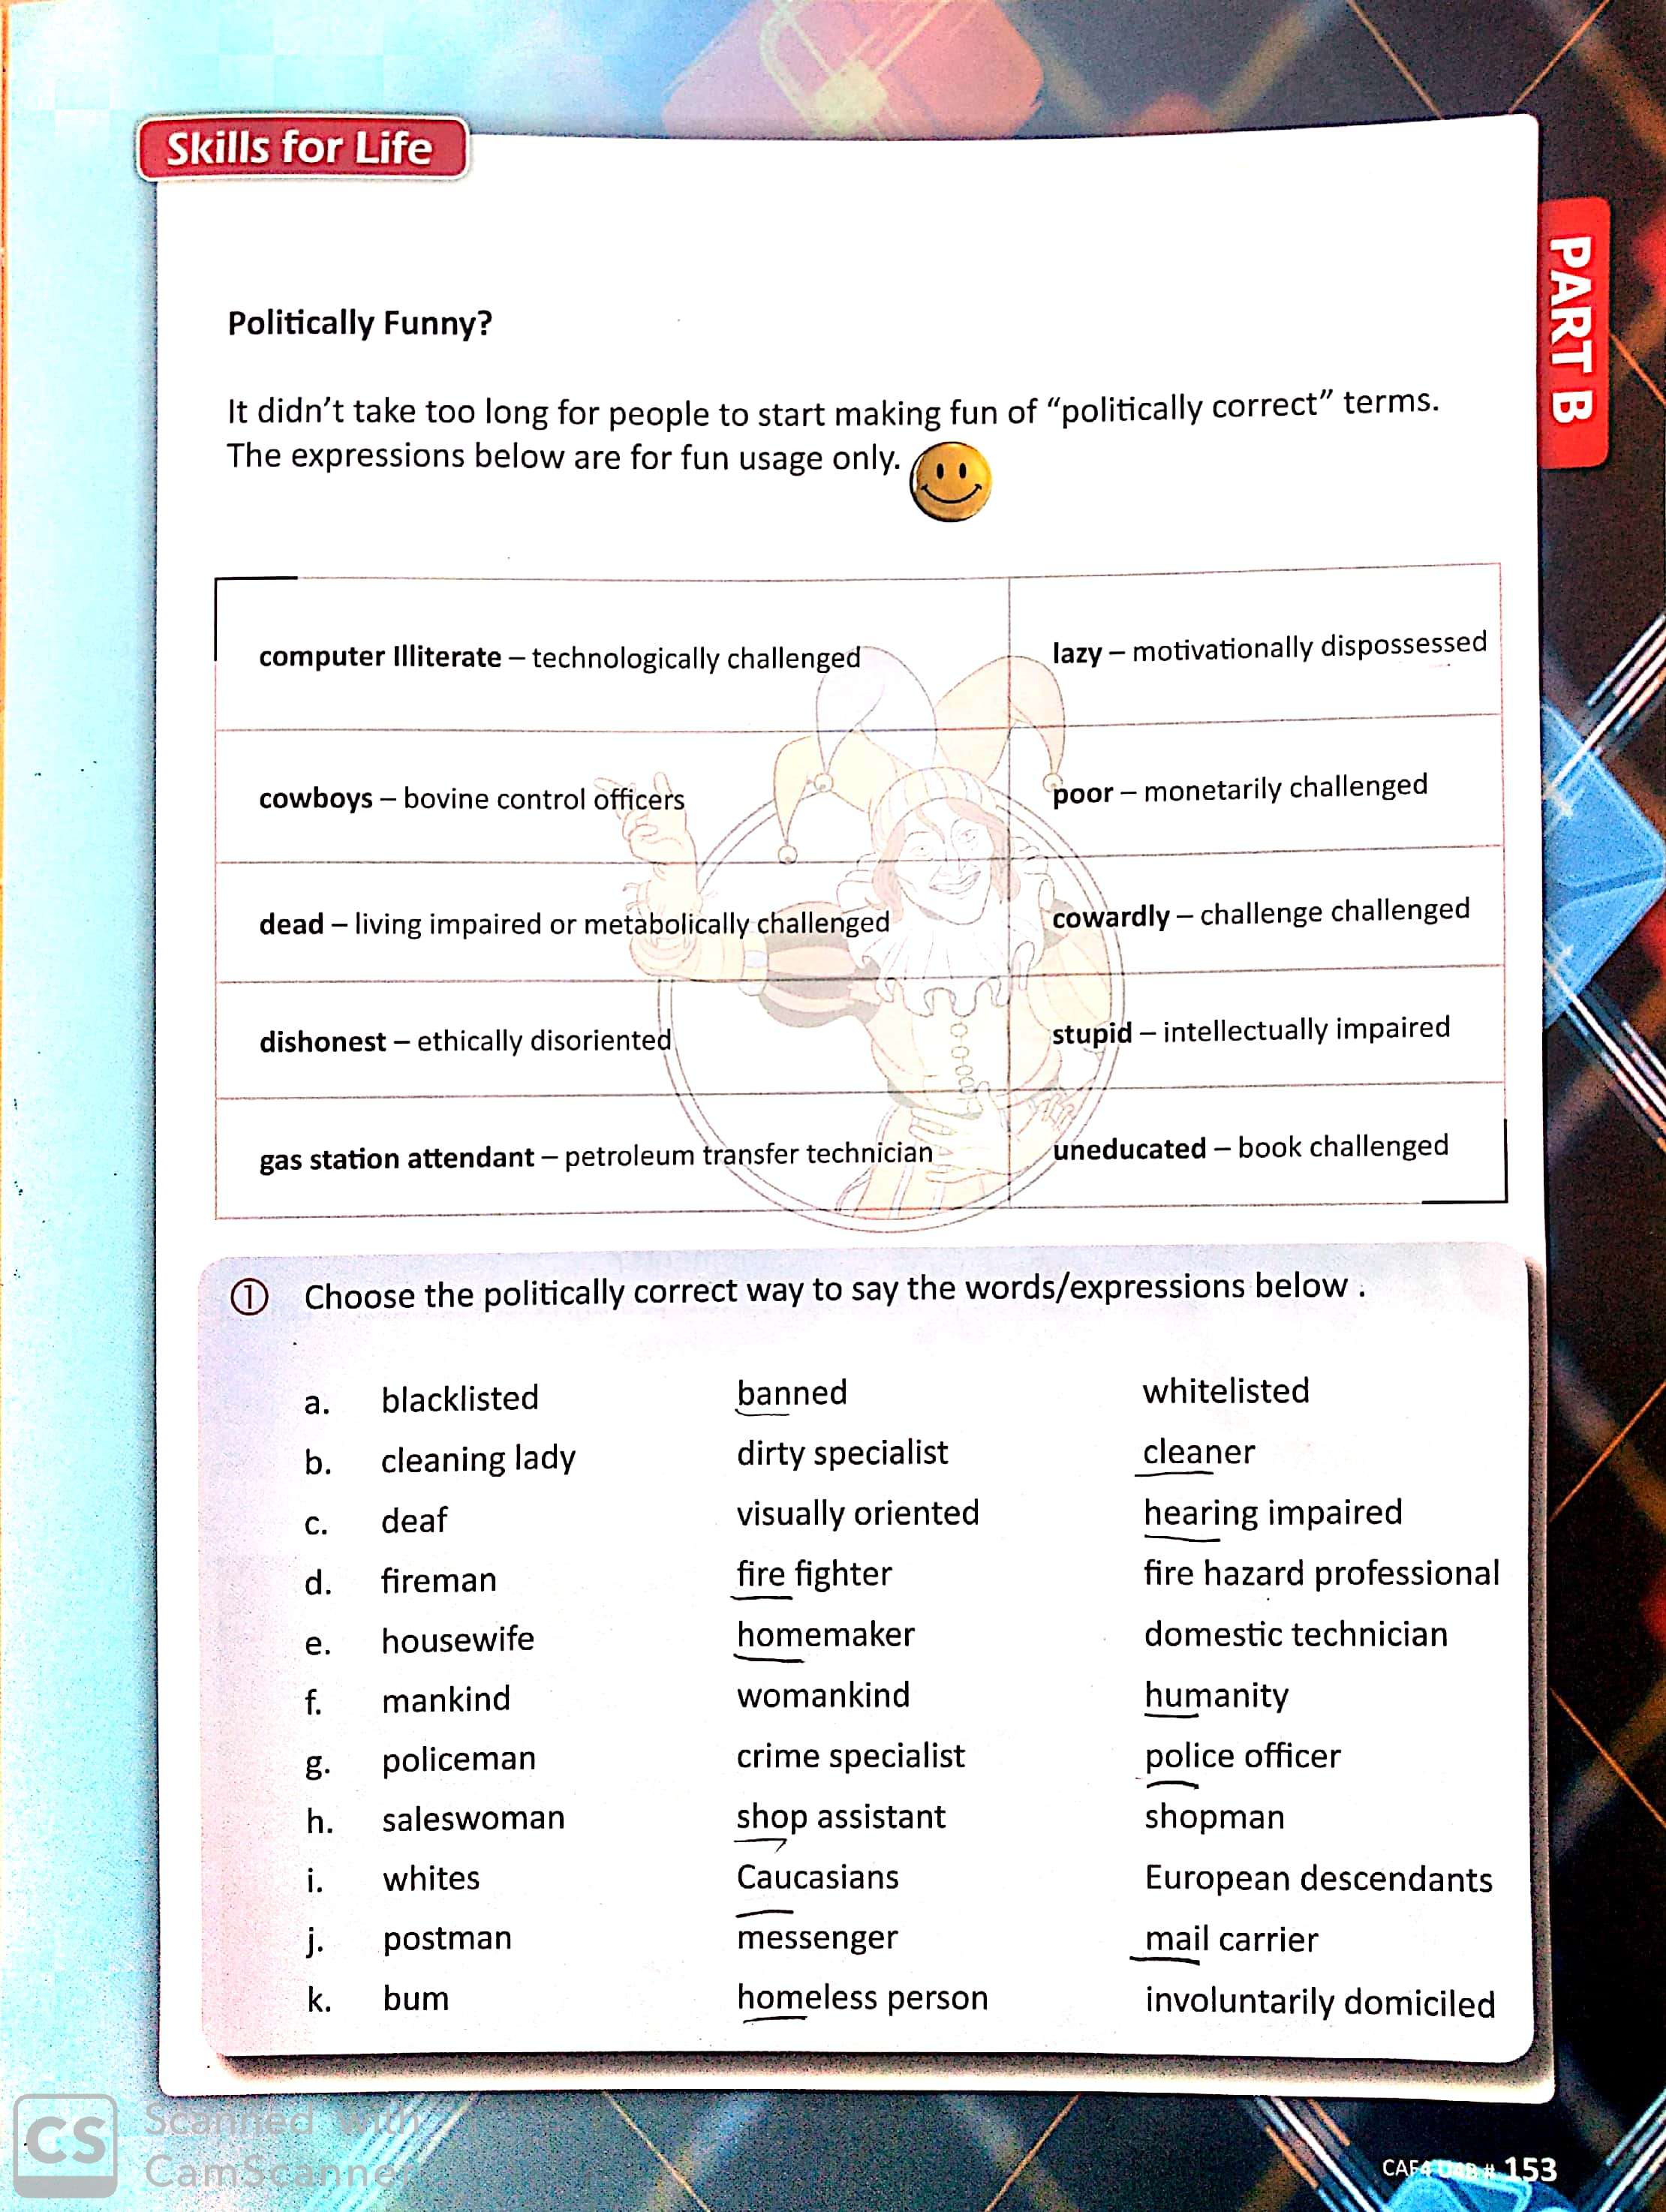 Skills for Life
PART B
Politically Funny?
It didn't take too long for people to start making fun of “politically correct” terms.
The expressions below are for fun usage only.
computer Illiterate – technologically challenged
lazy – motivationally dispossessed
cowboys – bovine control officers
poor – monetarily challenged
dead – living impaired or metabolically challenged
cowardly – challenge challenged
dishonest – ethically disoriented
stupid – intellectually impaired
gas station attendant – petroleum transfer technician
uneducated – book challenged
① Choose the politically correct way to say the words/expressions below .
a. blacklisted banned whitelisted
b. cleaning lady dirty specialist cleaner
c. deaf visually oriented hearing impaired
d. fireman fire fighter fire hazard professional
e. housewife homemaker domestic technician
f. mankind womankind humanity
g. policeman crime specialist police officer
h. saleswoman shop assistant shopman
i. whites Caucasians European descendants
j. postman messenger mail carrier
k. bum homeless person involuntarily domiciled
CS Scanned with
CamScanner
CAF4 U4B # 153